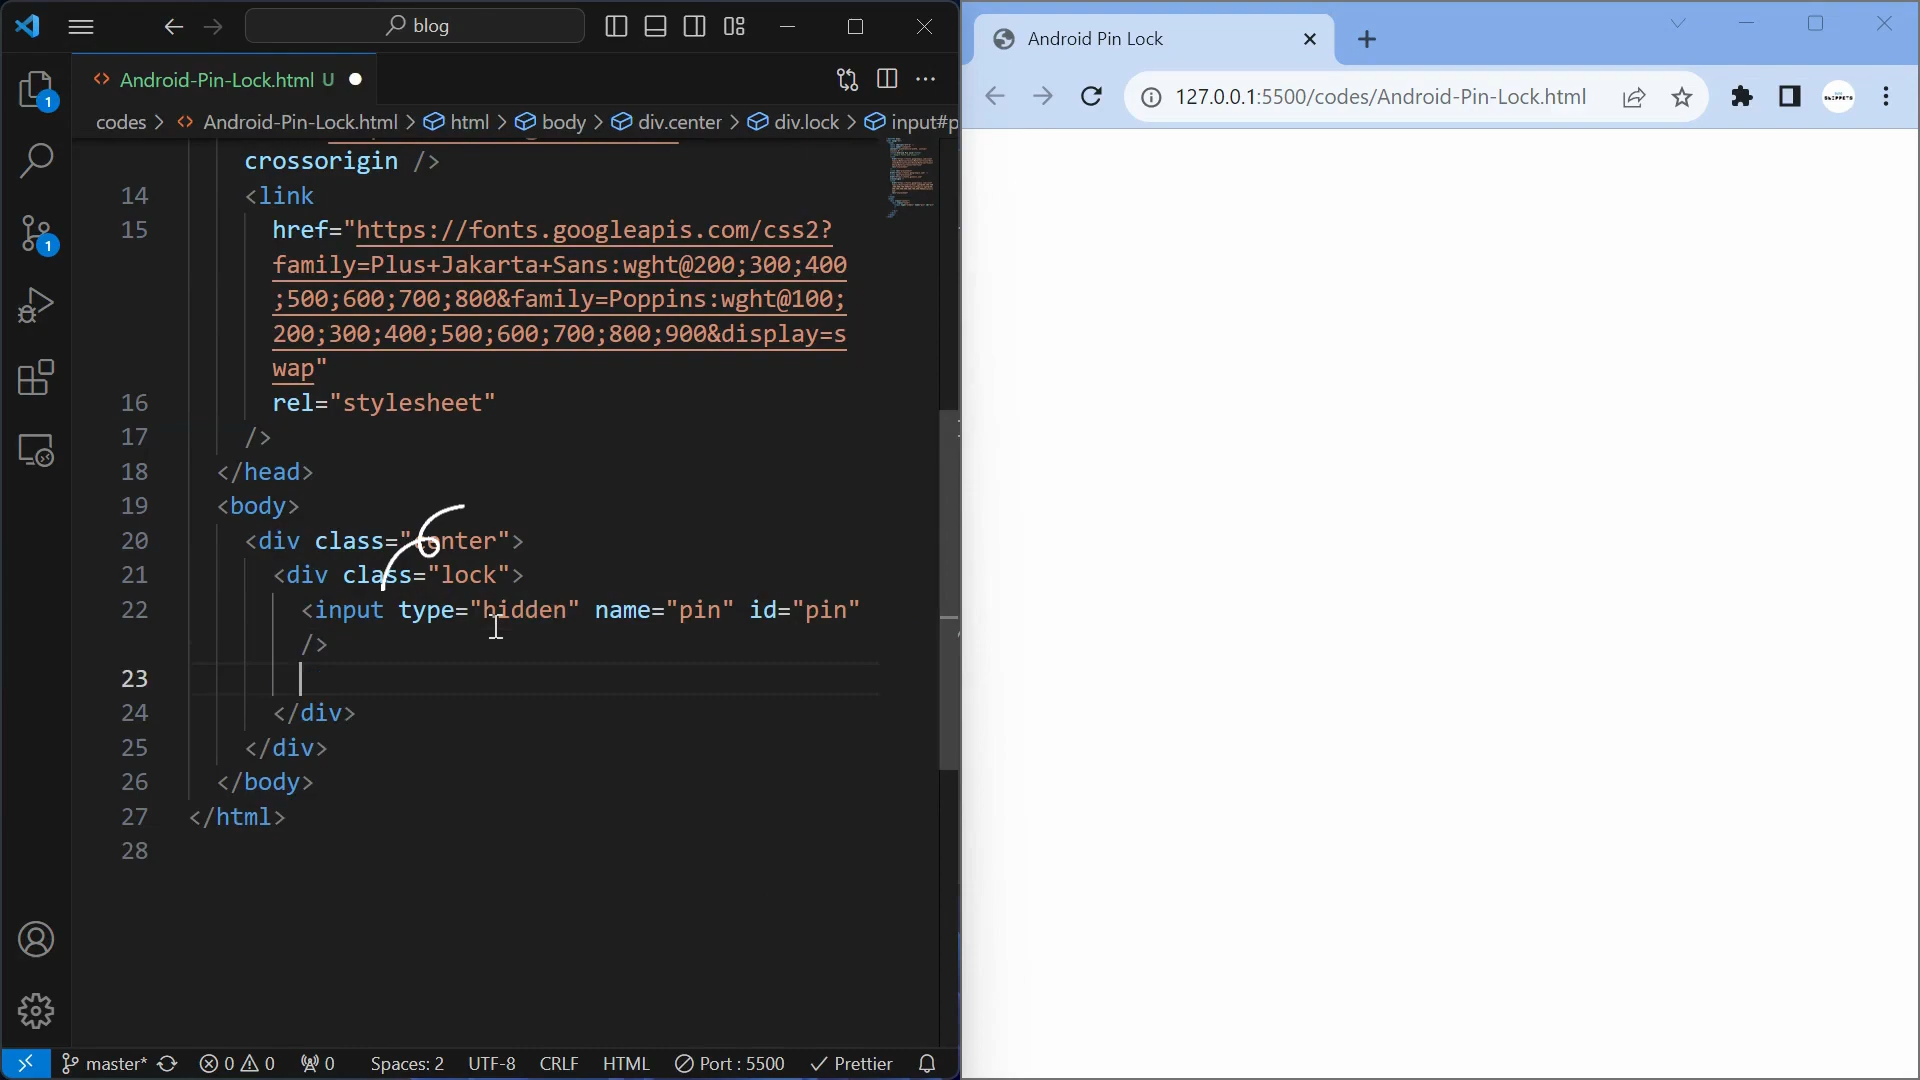 blog
Android-Pin-Lock.html U
codes > Android-Pin-Lock.html > html > body > div.center > div.lock > input#p
crossorigin />
14 <link
15 href="https://fonts.googleapis.com/css2?
family=Plus+Jakarta+Sans:wght@200;300;400
;500;600;700;800&family=Poppins:wght@100;
200;300;400;500;600;700;800;900&display=s
wap"
16 rel="stylesheet"
17 />
18 </head>
19 <body>
20 <div class="center">
21 <div class="lock">
22 <input type="hidden" name="pin" id="pin"
/>
23
24 </div>
25 </div>
26 </body>
27 </html>
28
1
1
master* 0 0 0 Spaces: 2 UTF-8 CRLF HTML Port : 5500 Prettier
Android Pin Lock
127.0.0.1:5500/codes/Android-Pin-Lock.html